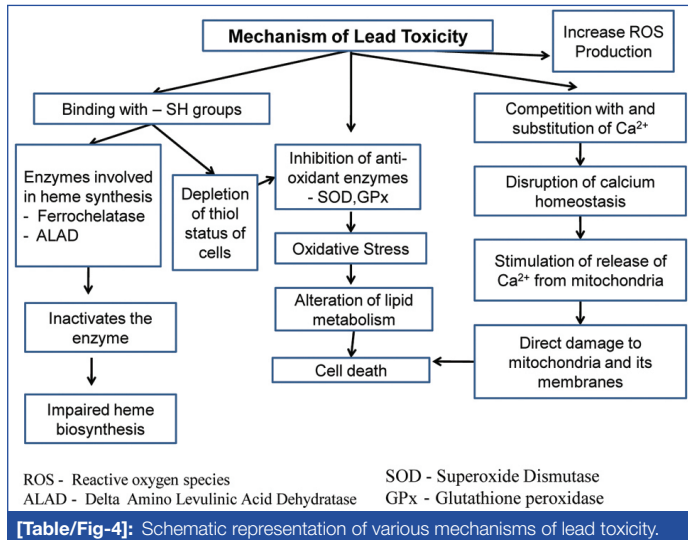 Mechanism of Lead Toxicity
Increase ROS
Production
Binding with – SH groups
Competition with and
substitution of Ca²⁺
Enzymes involved
in heme synthesis
- Ferrochelatase
- ALAD
Depletion
of thiol
status of
cells
Inhibition of anti-
oxidant enzymes
- SOD,GPx
Disruption of calcium
homeostasis
Oxidative Stress
Stimulation of release of
Ca²⁺ from mitochondria
Inactivates the
enzyme
Alteration of lipid
metabolism
Cell death
Direct damage to
mitochondria and its
membranes
Impaired heme
biosynthesis
ROS - Reactive oxygen species
ALAD - Delta Amino Levulinic Acid Dehydratase
SOD - Superoxide Dismutase
GPx - Glutathione peroxidase
[Table/Fig-4]: Schematic representation of various mechanisms of lead toxicity.